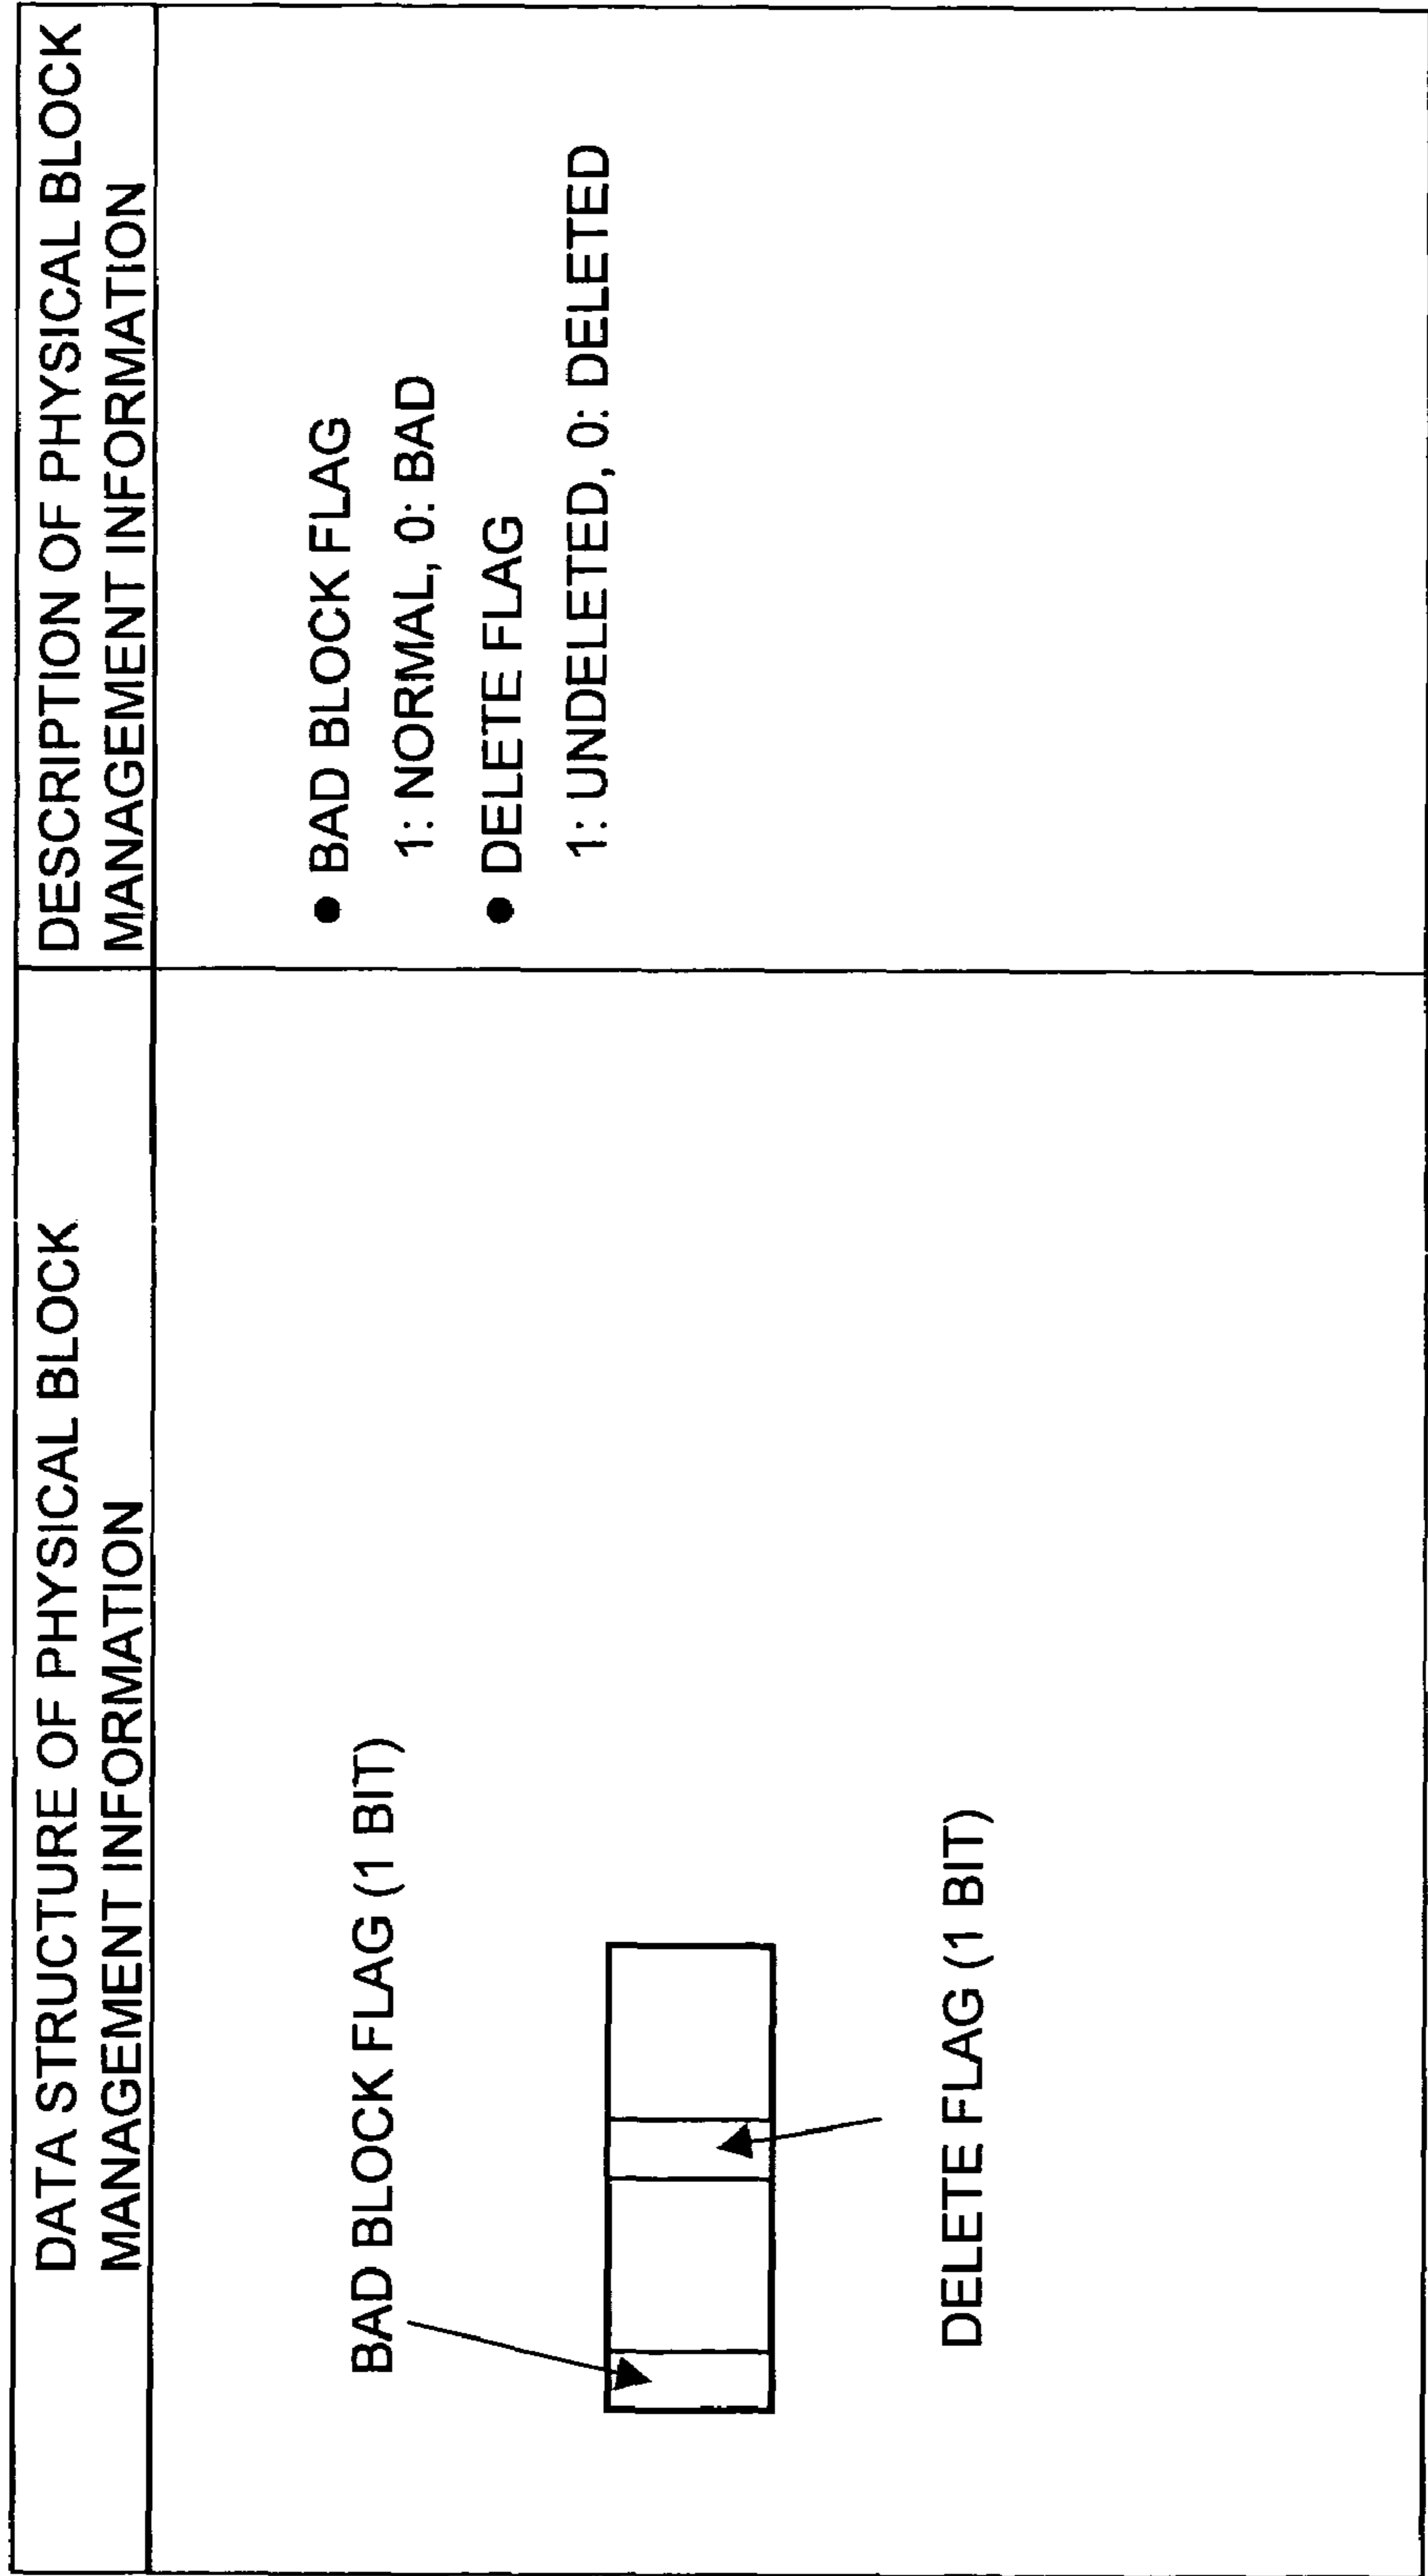 DATA STRUCTURE OF PHYSICAL BLOCK
MANAGEMENT INFORMATION
DESCRIPTION OF PHYSICAL BLOCK
MANAGEMENT INFORMATION
BAD BLOCK FLAG (1 BIT)
DELETE FLAG (1 BIT)
● BAD BLOCK FLAG
1: NORMAL, 0: BAD
● DELETE FLAG
1: UNDELETED, 0: DELETED